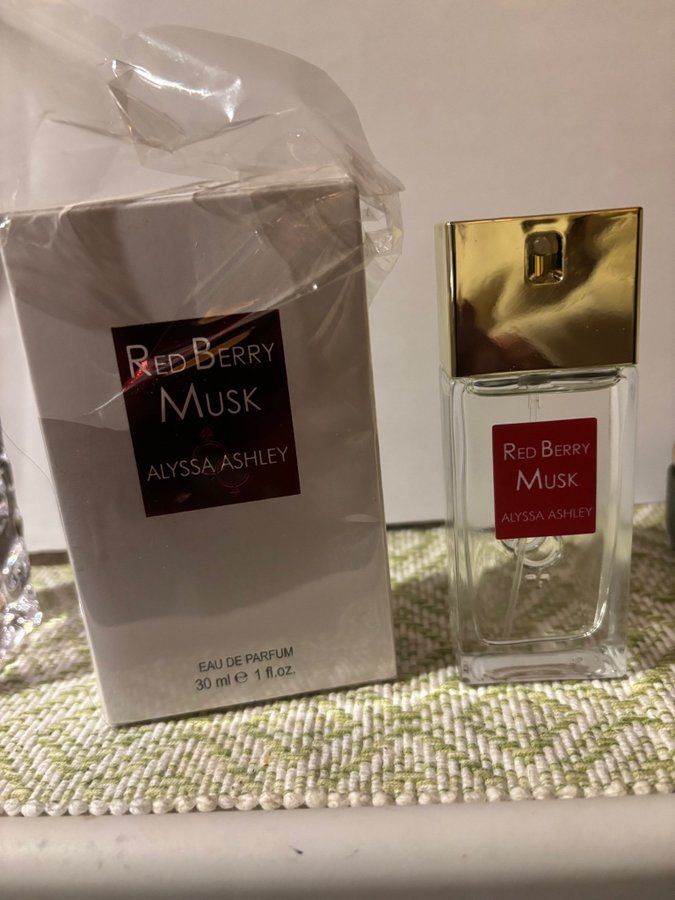 RED BERRY
MUSK
ALYSSA ASHLEY
EAU DE PARFUM
30 ml ℮ 1 fl.oz.
RED BERRY
MUSK
ALYSSA ASHLEY